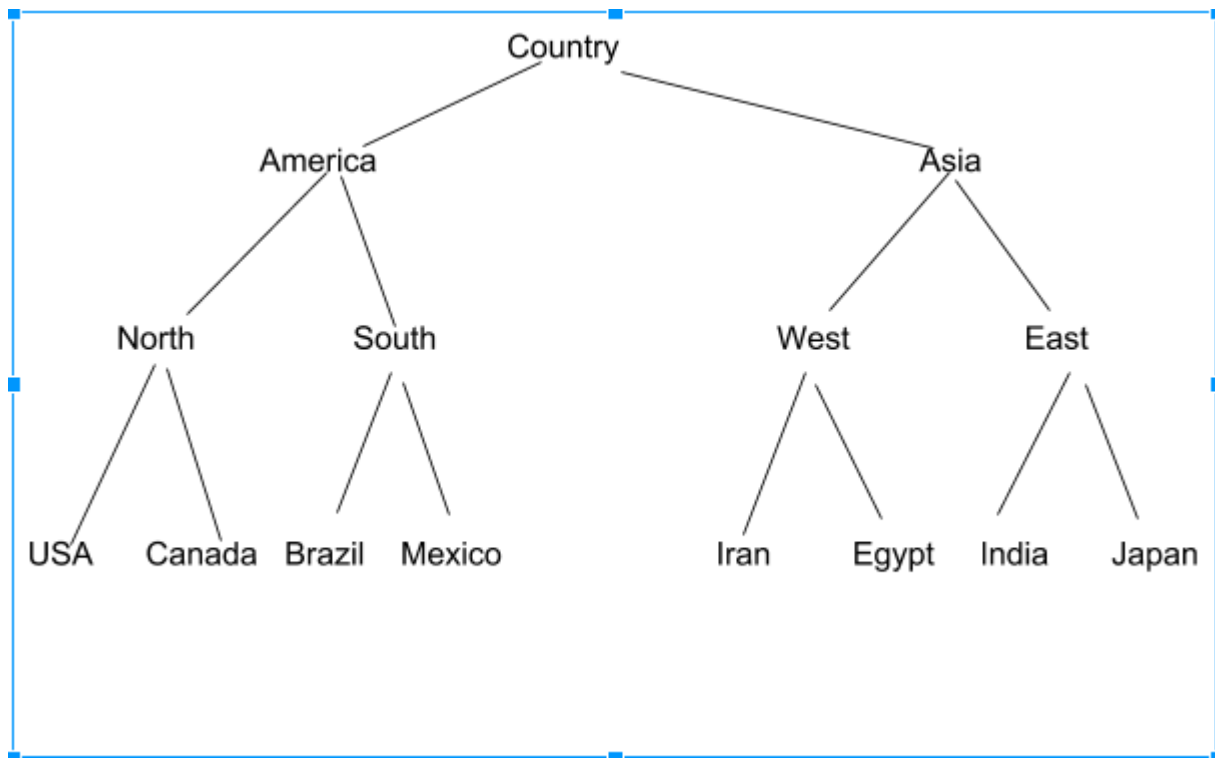 Country
America Asia
North South West East
USA Canada Brazil Mexico Iran Egypt India Japan